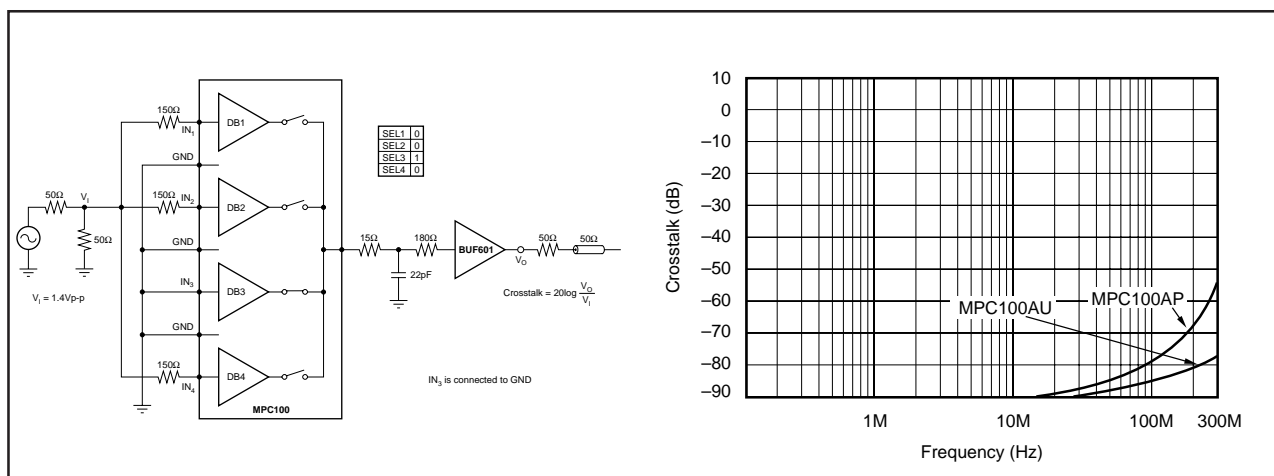 150Ω
IN1
DB1
GND
50Ω
VI
150Ω
IN2
DB2
50Ω
GND
IN3
DB3
VI = 1.4Vp-p
GND
150Ω
IN4
DB4
MPC100
SEL1 0
SEL2 0
SEL3 1
SEL4 0
15Ω
180Ω
22pF
BUF601
VO
50Ω
50Ω
Crosstalk = 20log VO
VI
IN3 is connected to GND
Crosstalk (dB)
10
0
–10
–20
–30
–40
–50
–60
–70
–80
–90
MPC100AP
MPC100AU
1M
10M
100M
300M
Frequency (Hz)